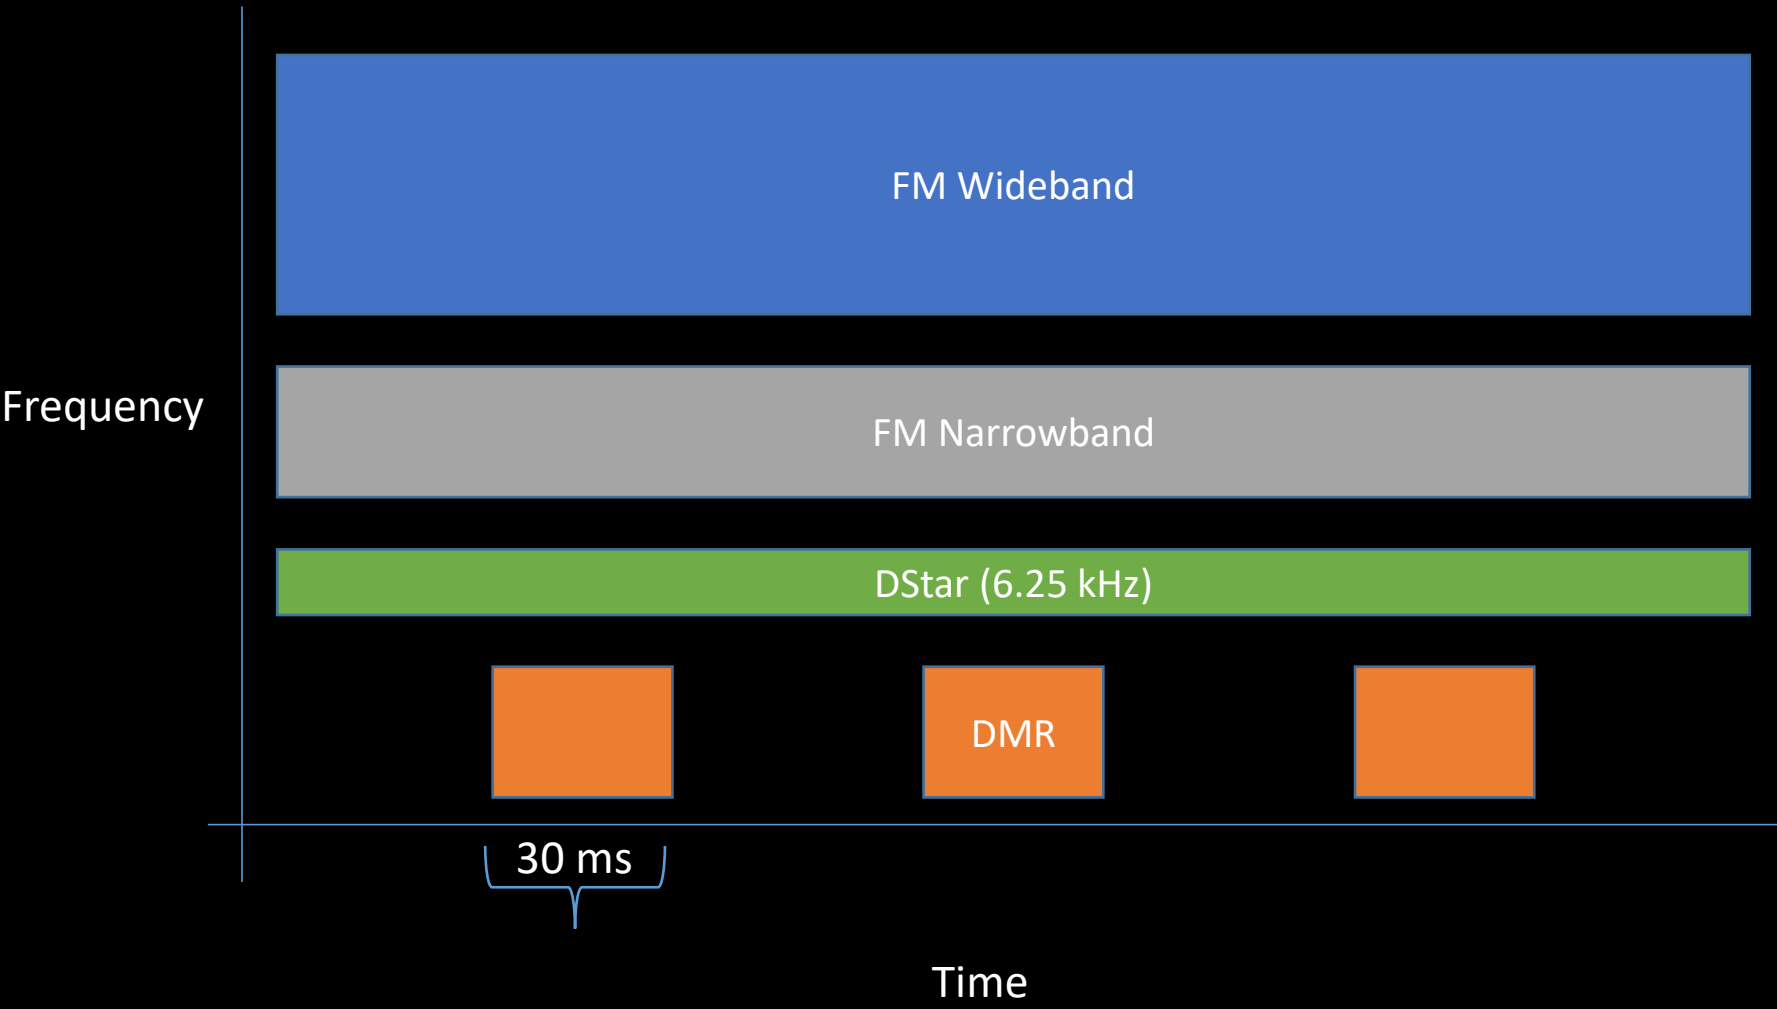 FM Wideband
Frequency
FM Narrowband
DStar (6.25 kHz)
DMR
30 ms
Time